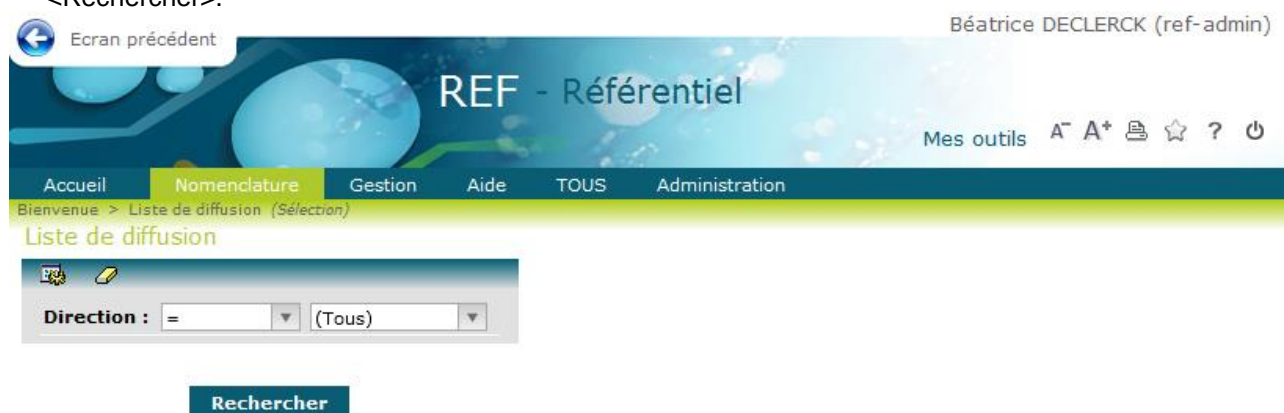 <Rechercher>.
Béatrice DECLERCK (ref-admin)
Ecran précédent
REF - Référentiel
Mes outils A- A+ ?
Accueil Nomenclature Gestion Aide TOUS Administration
Bienvenue > Liste de diffusion (Sélection)
Liste de diffusion
Direction : = (Tous)
Rechercher